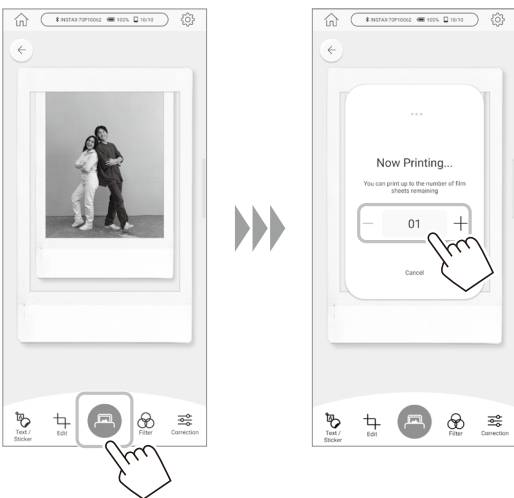 INSTAX-70P10062 100% 10/10
Text /
Sticker
Edit
Filter
Correction
INSTAX-70P10062 100% 10/10
Now Printing...
You can print up to the number of film
sheets remaining
01
Cancel
Text /
Sticker
Edit
Filter
Correction